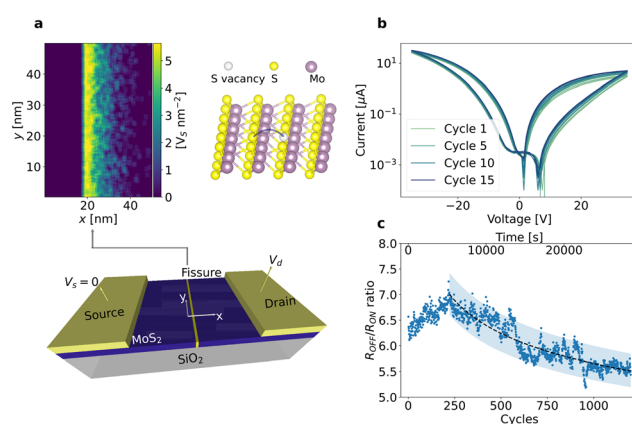 a
y [nm]
40
30
20
10
20
40
x [nm]
5
4
3
2
1
0
[V_S nm⁻²]
S vacancy
S
Mo
V_s = 0
Source
Fissure
V_d
Drain
y
x
MoS₂
SiO₂
b
Current [μA]
10¹
10⁻¹
10⁻³
Cycle 1
Cycle 5
Cycle 10
Cycle 15
−20
0
20
Voltage [V]
c
Time [s]
0
10000
20000
R_OFF/R_ON ratio
8.0
7.5
7.0
6.5
6.0
5.5
5.0
0
250
500
750
1000
Cycles